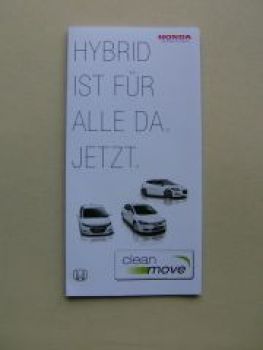 HONDA
HYBRID
IST FÜR
ALLE DA.
JETZT.
clean
move